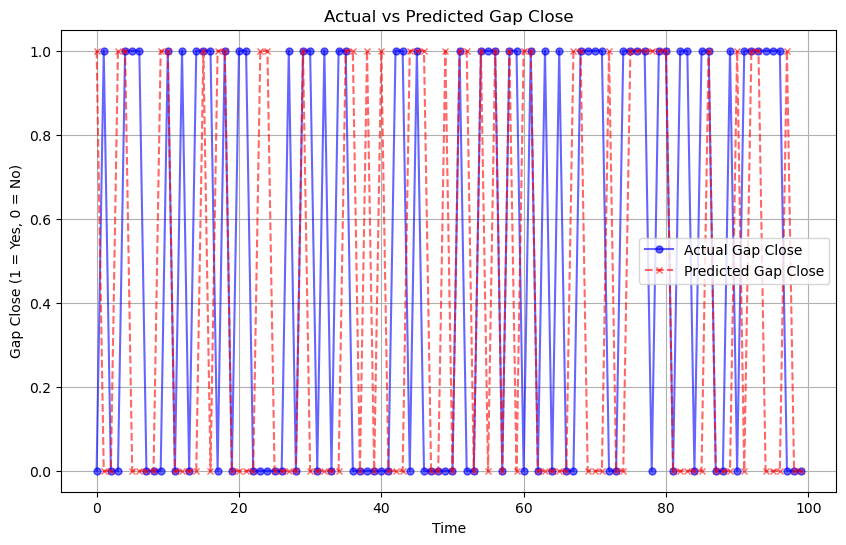 Actual vs Predicted Gap Close
Gap Close (1 = Yes, 0 = No)
1.0
0.8
0.6
0.4
0.2
0.0
Actual Gap Close
Predicted Gap Close
0 20 40 60 80 100
Time